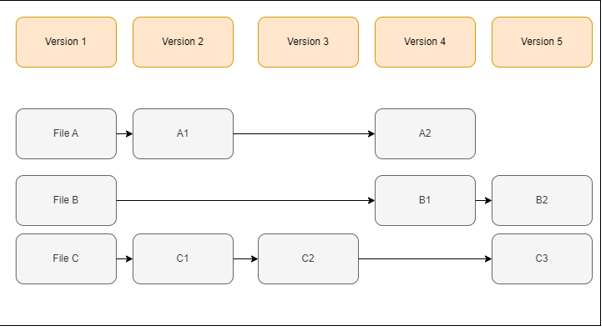 Version 1 Version 2 Version 3 Version 4 Version 5
File A A1 A2
File B B1 B2
File C C1 C2 C3